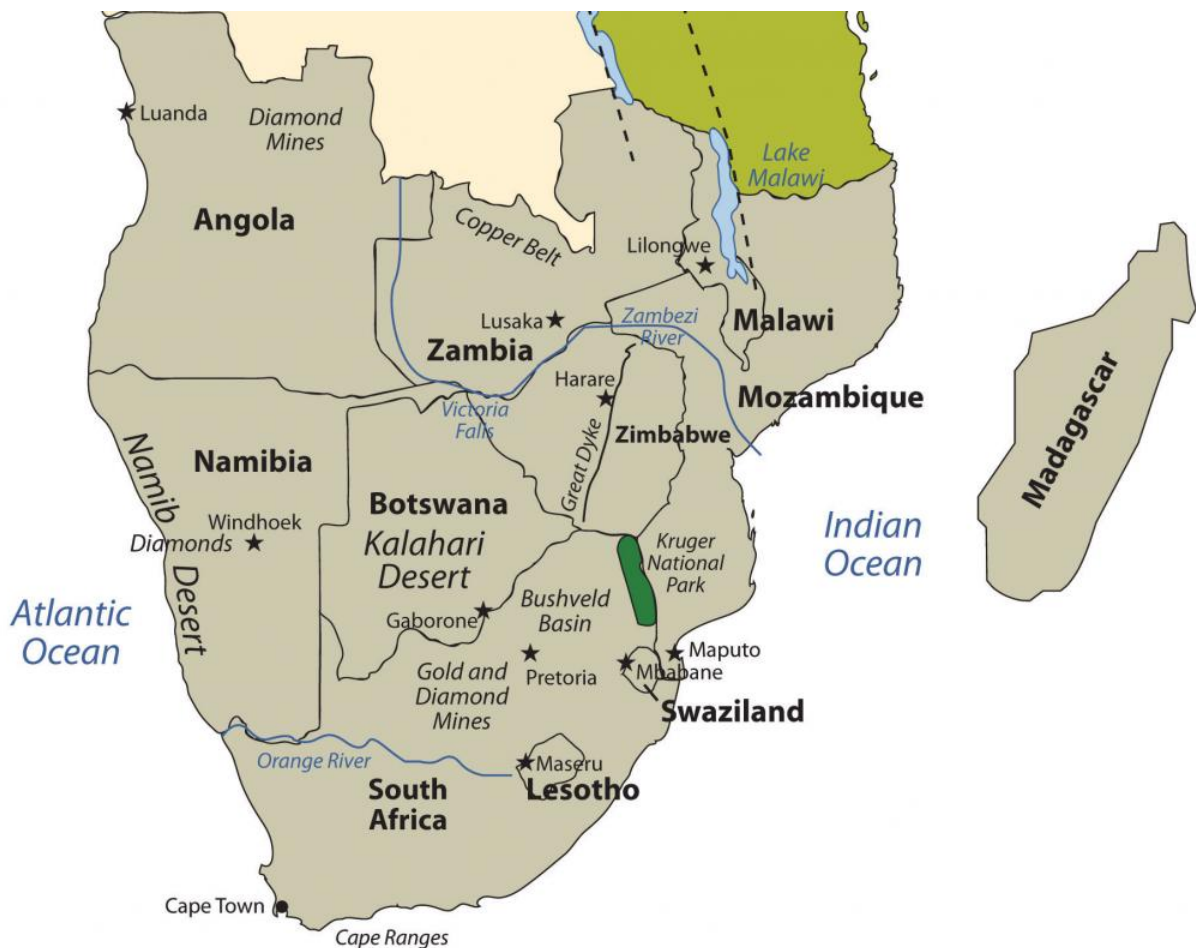 Luanda
Diamond
Mines
Lake
Malawi
Angola
Copper Belt
Lilongwe
Lusaka
Zambezi
River
Malawi
Zambia
Harare
Mozambique
Victoria
Falls
Great Dyke
Zimbabwe
Madagascar
Namib Desert
Namibia
Botswana
Windhoek
Diamonds
Kalahari
Desert
Kruger
National
Park
Indian
Ocean
Atlantic
Ocean
Gaborone
Bushveld
Basin
Maputo
Mbabane
Pretoria
Gold and
Diamond
Mines
Swaziland
Orange River
Maseru
Lesotho
South
Africa
Cape Town
Cape Ranges